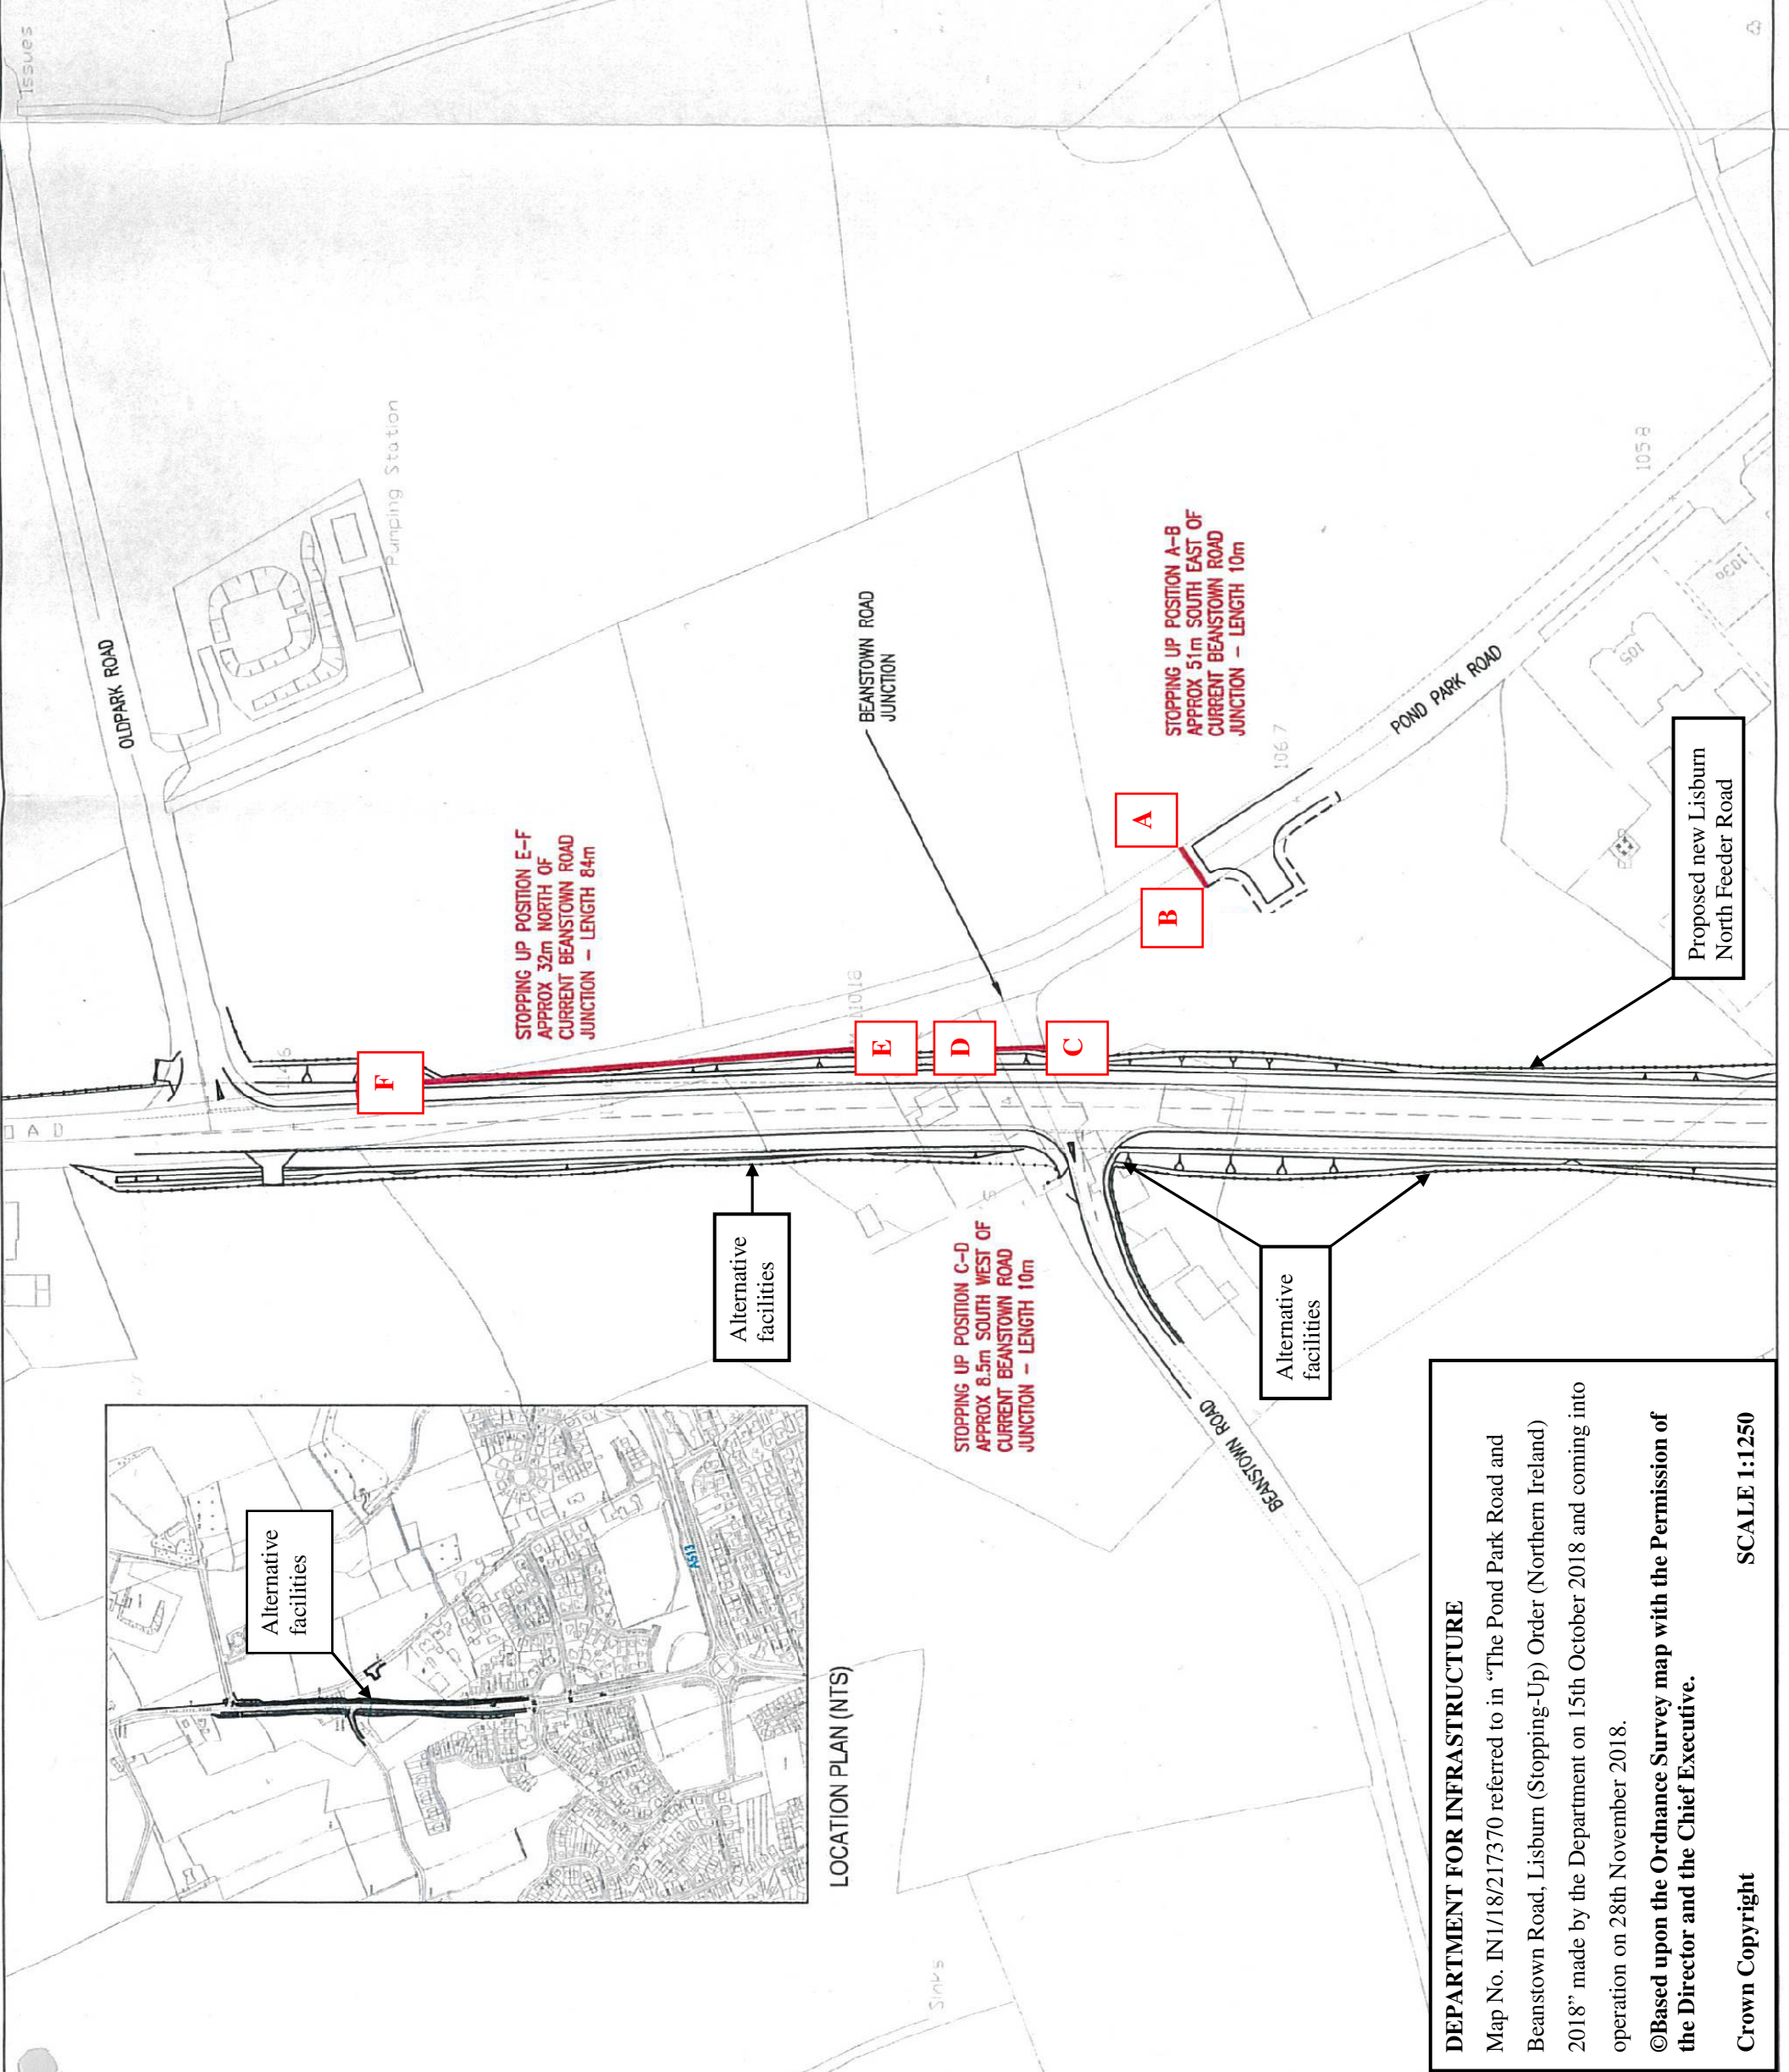 Issues
OLDPARK ROAD
Pumping Station
STOPPING UP POSITION E-F
APPROX 32m NORTH OF
CURRENT BEANSTOWN ROAD
JUNCTION - LENGTH 84m
BEANSTOWN ROAD
JUNCTION
STOPPING UP POSITION A-B
APPROX 51m SOUTH EAST OF
CURRENT BEANSTOWN ROAD
JUNCTION - LENGTH 10m
A
B
106.7
POND PARK ROAD
105.8
105
103a
F
E
D
C
Proposed new Lisburn
North Feeder Road
OAD
Alternative
facilities
STOPPING UP POSITION C-D
APPROX 8.5m SOUTH WEST OF
CURRENT BEANSTOWN ROAD
JUNCTION - LENGTH 10m
Alternative
facilities
BEANSTOWN ROAD
Alternative
facilities
A513
LOCATION PLAN (NTS)
Sinks
DEPARTMENT FOR INFRASTRUCTURE
Map No. IN1/18/217370 referred to in “The Pond Park Road and
Beanstown Road, Lisburn (Stopping-Up) Order (Northern Ireland)
2018” made by the Department on 15th October 2018 and coming into
operation on 28th November 2018.
©Based upon the Ordnance Survey map with the Permission of
the Director and the Chief Executive.
Crown Copyright SCALE 1:1250